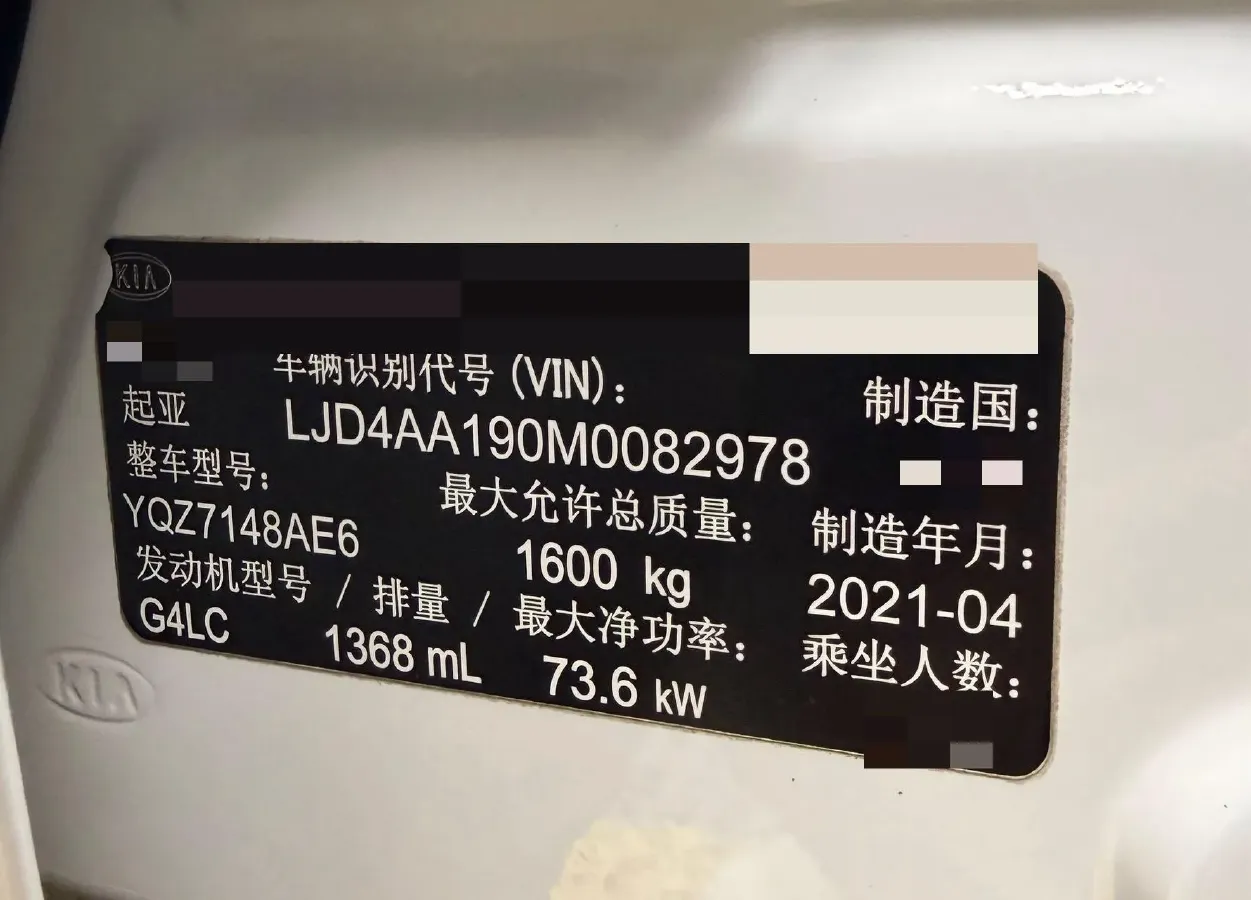 KIA
车辆识别代号 (VIN):
制造国:
起亚
LJD4AA190M0082978
整车型号:
最大允许总质量:
制造年月:
YQZ7148AE6
1600 kg
2021-04
发动机型号 / 排量 / 最大净功率:
乘坐人数:
G4LC
1368 mL
73.6 kW
KIA